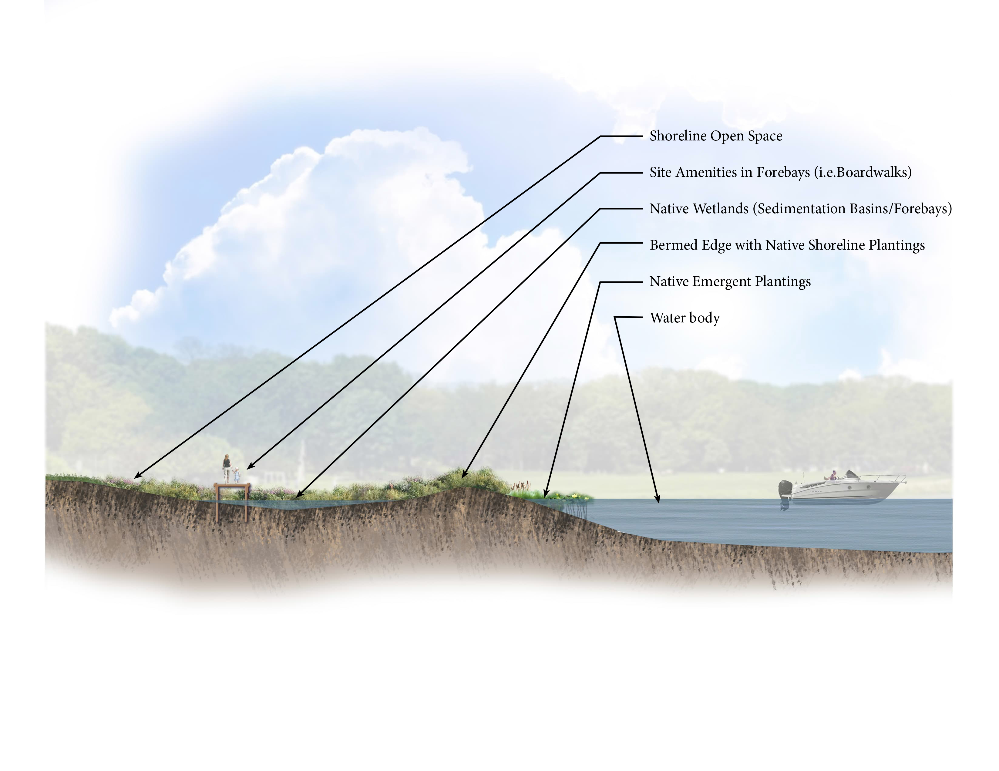 Shoreline Open Space
Site Amenities in Forebays (i.e.Boardwalks)
Native Wetlands (Sedimentation Basins/Forebays)
Bermed Edge with Native Shoreline Plantings
Native Emergent Plantings
Water body